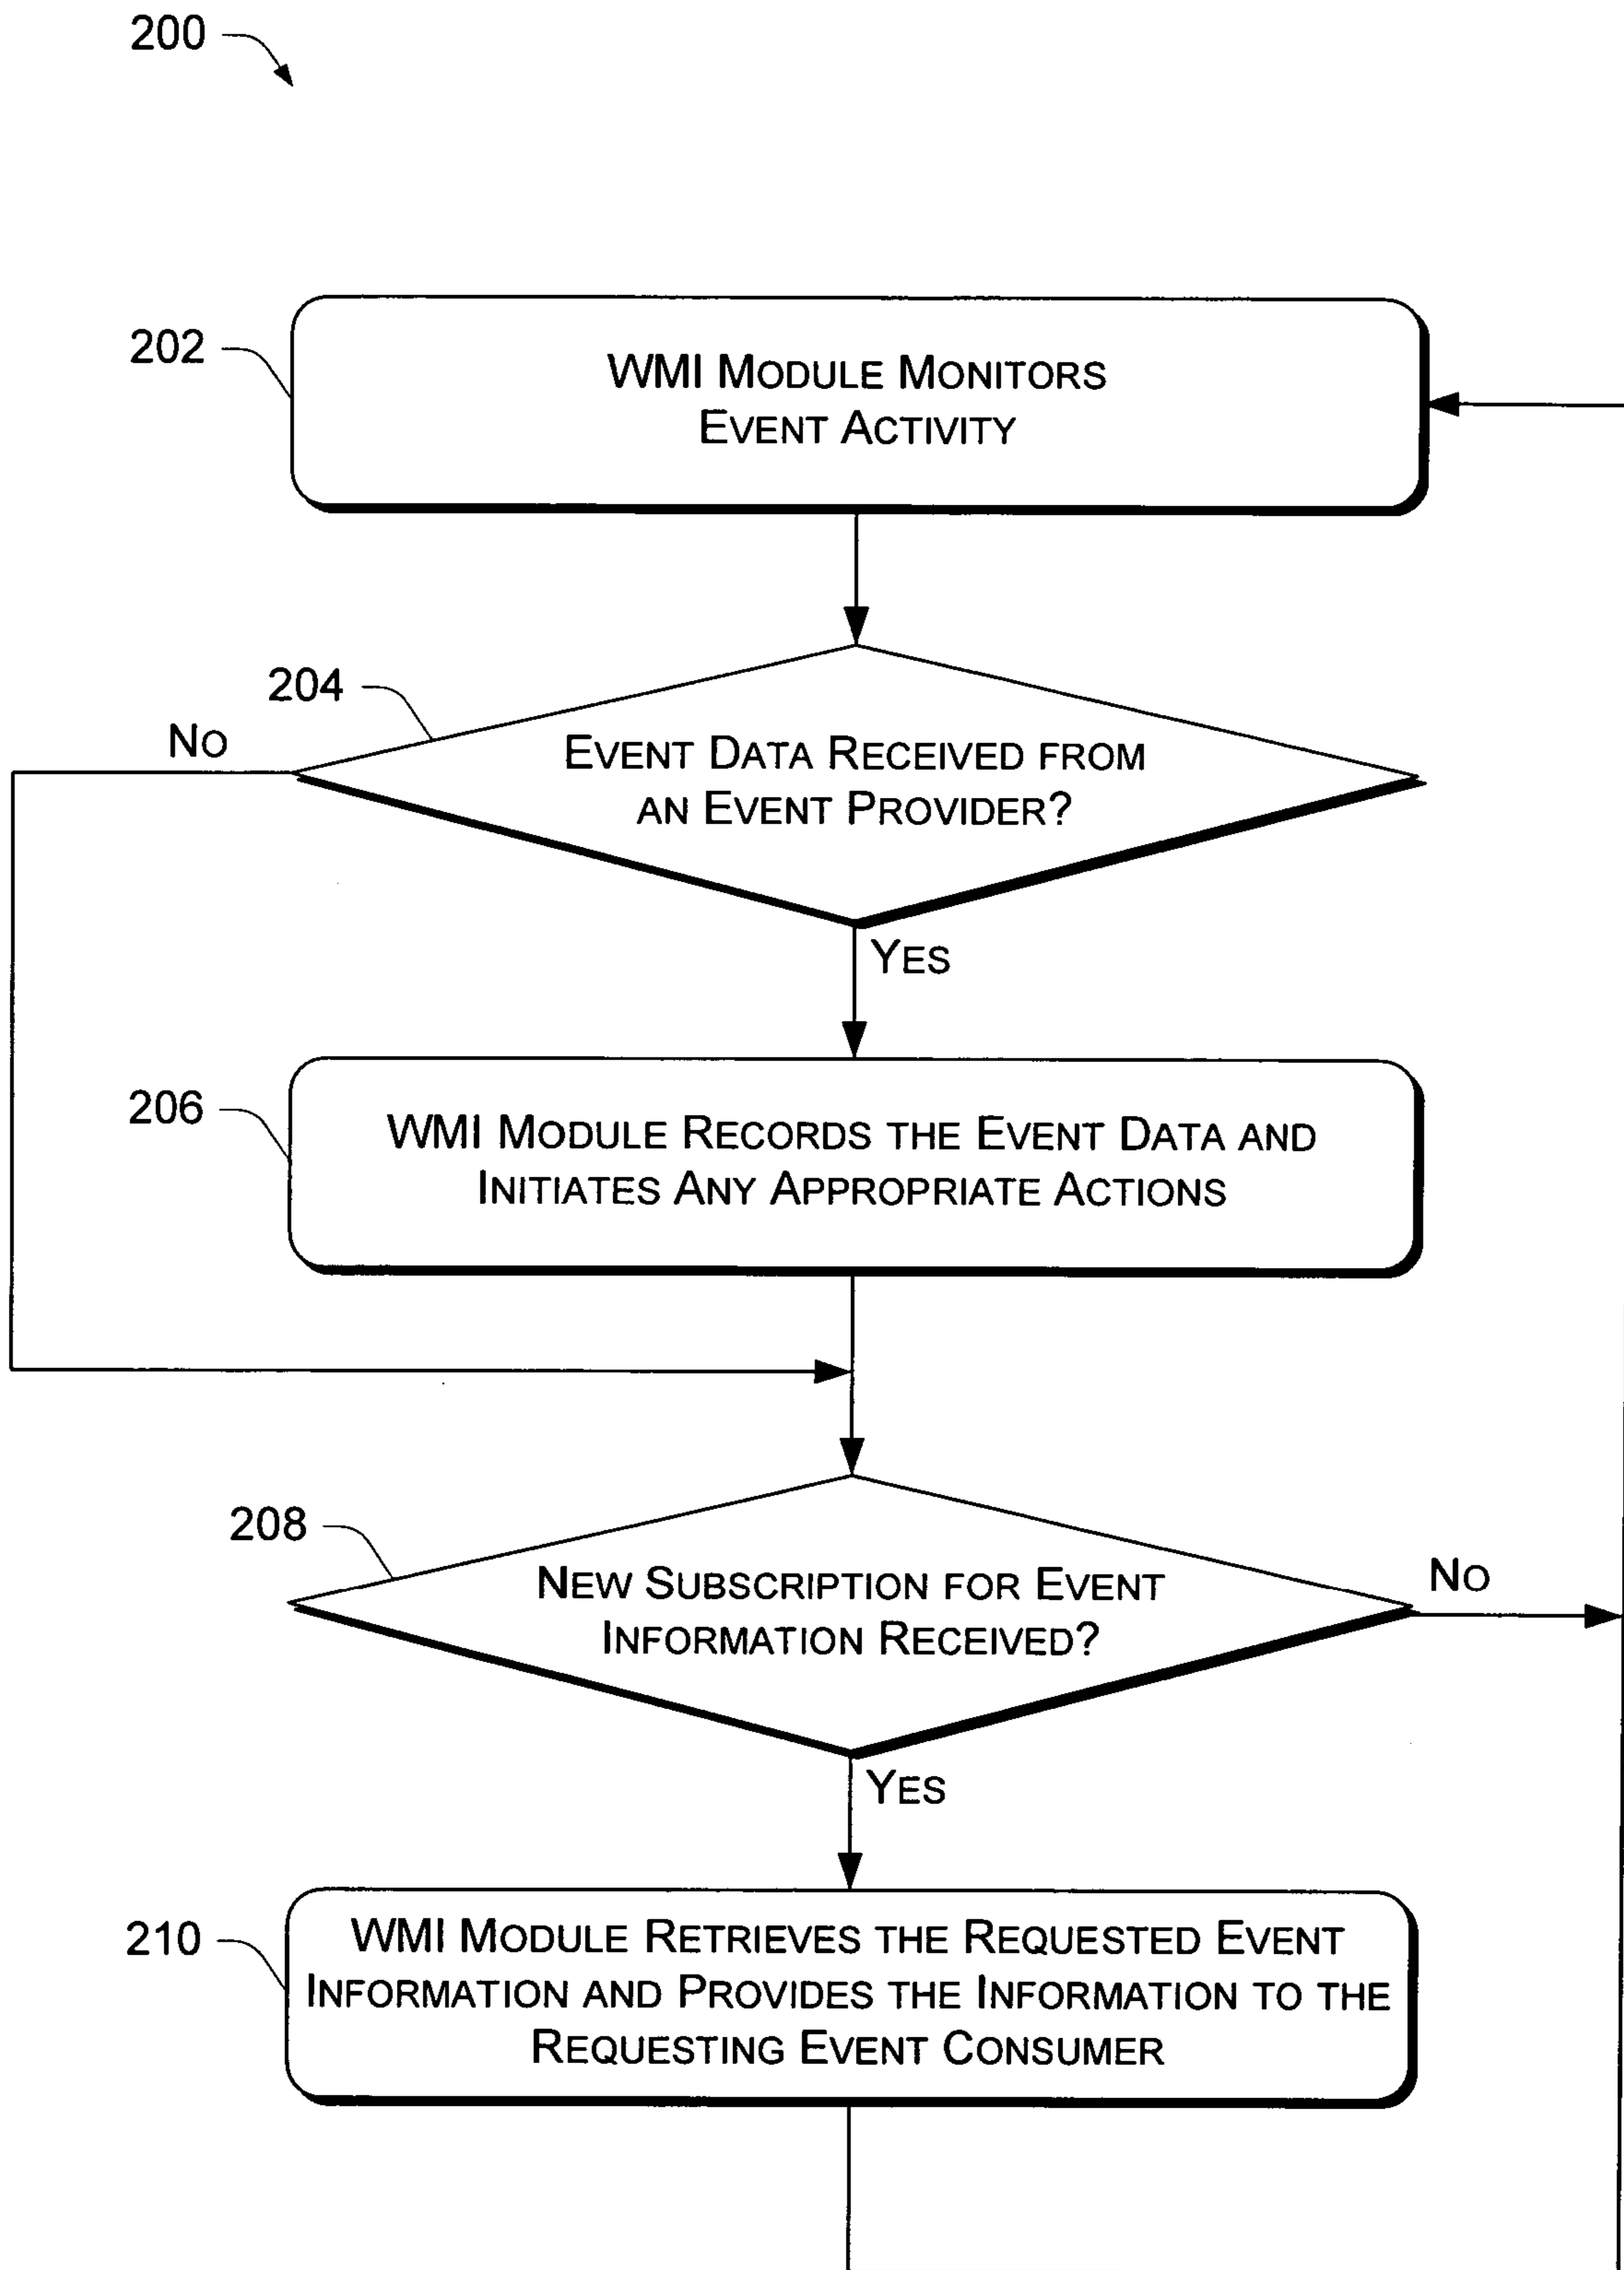 200
202
WMI MODULE MONITORS
EVENT ACTIVITY
204
NO
EVENT DATA RECEIVED FROM
AN EVENT PROVIDER?
YES
206
WMI MODULE RECORDS THE EVENT DATA AND
INITIATES ANY APPROPRIATE ACTIONS
208
NEW SUBSCRIPTION FOR EVENT
INFORMATION RECEIVED?
NO
YES
210
WMI MODULE RETRIEVES THE REQUESTED EVENT
INFORMATION AND PROVIDES THE INFORMATION TO THE
REQUESTING EVENT CONSUMER